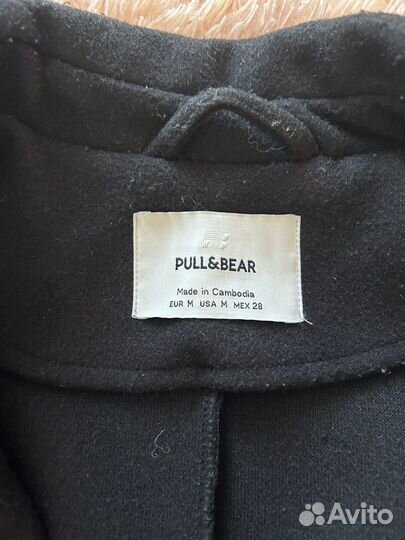 PULL&BEAR
Made in Cambodia
EUR M USA M MEX 28
Avito